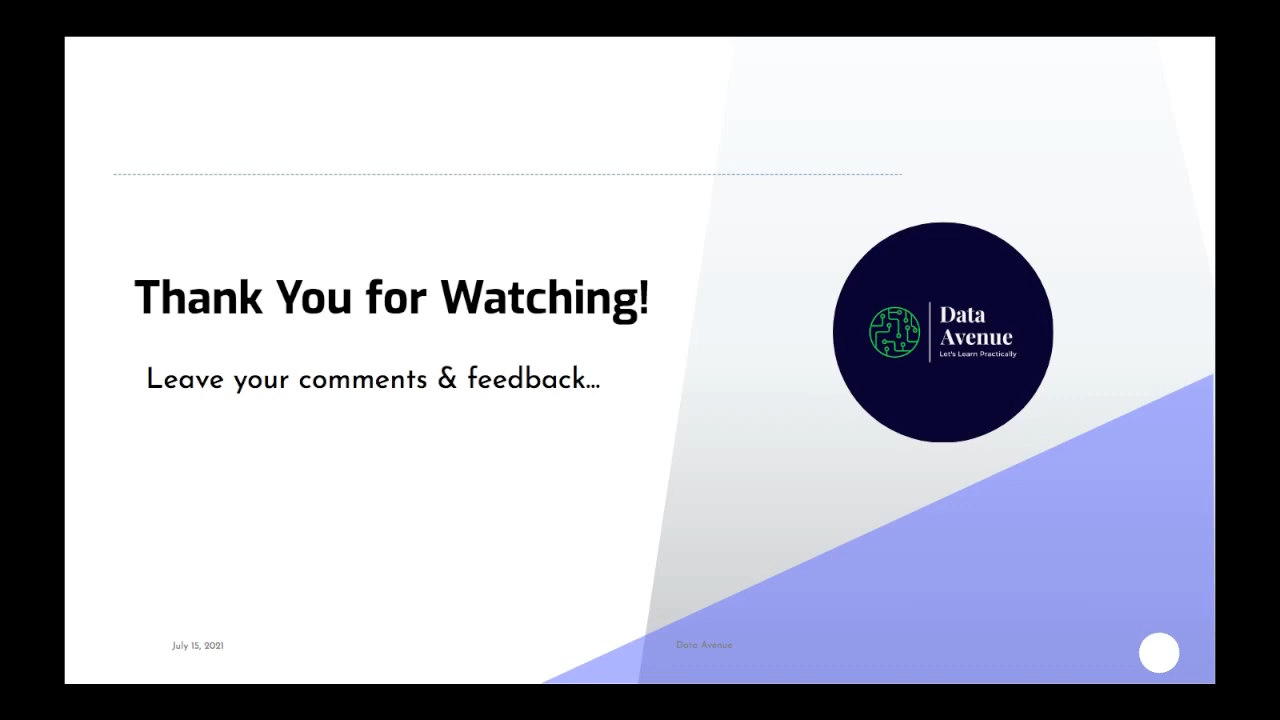 Thank You for Watching!
Leave your comments & feedback...
Data
Avenue
Let's Learn Practically
July 15, 2021
Data Avenue